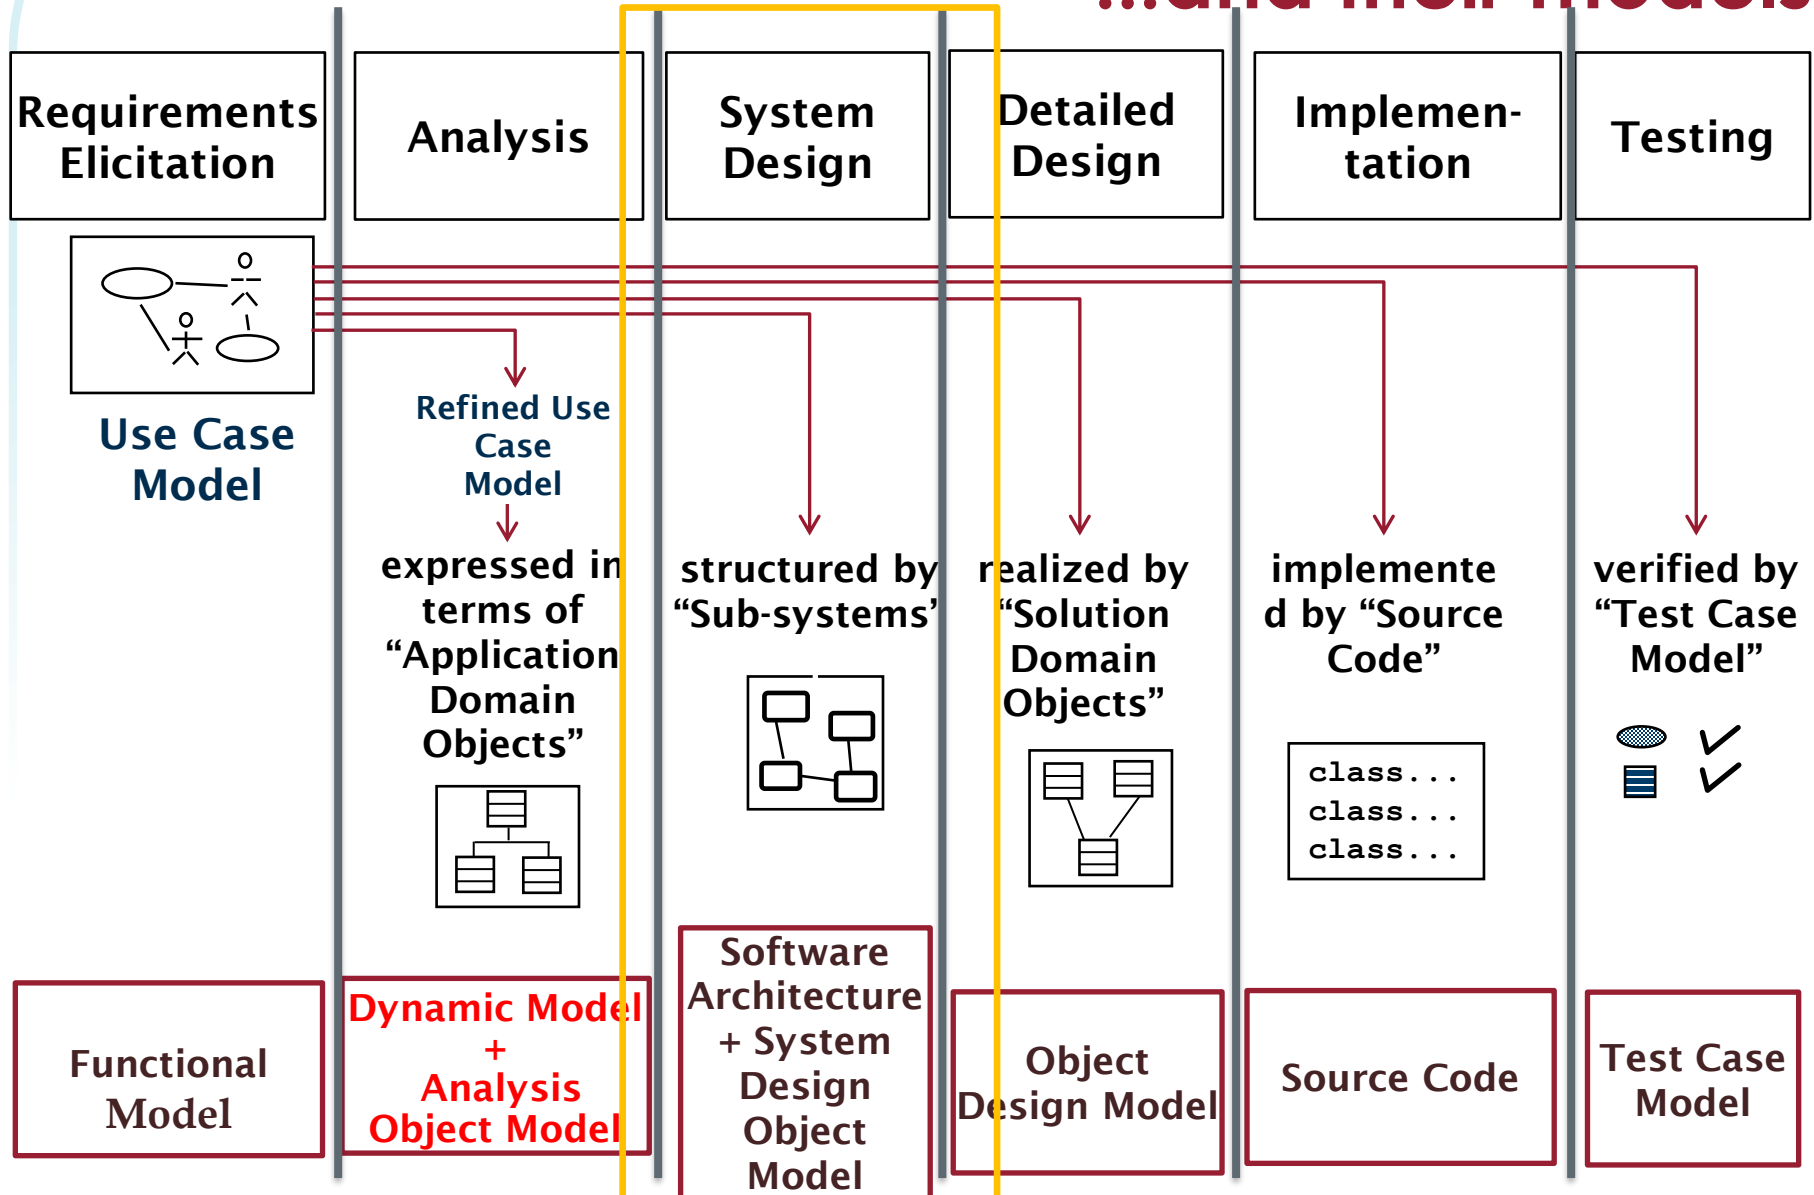 ...and their models
Requirements
Elicitation
Analysis
System
Design
Detailed
Design
Implemen-
tation
Testing
Use Case
Model
Refined Use
Case
Model
expressed in
terms of
“Application
Domain
Objects”
structured by
“Sub-systems”
realized by
“Solution
Domain
Objects”
implemente
d by “Source
Code”
class...
class...
class...
verified by
“Test Case
Model”
Functional
Model
Dynamic Model
+
Analysis
Object Model
Software
Architecture
+ System
Design
Object
Model
Object
Design Model
Source Code
Test Case
Model